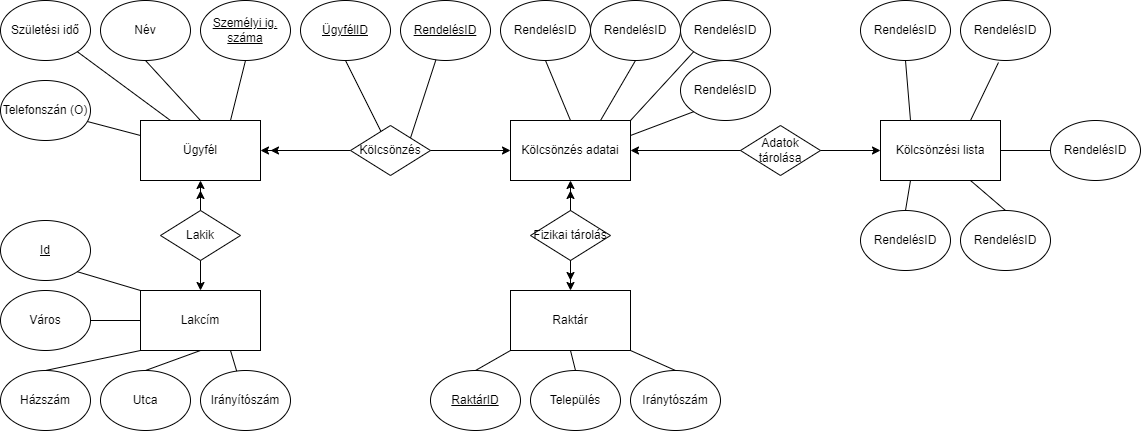 Születési idő
Név
Személyi ig.
száma
ÜgyfélID
RendelésID
RendelésID
RendelésID
RendelésID
RendelésID
RendelésID
RendelésID
Telefonszán (O)
Ügyfél
Kölcsönzés
Kölcsönzés adatai
Adatok
tárolása
Kölcsönzési lista
RendelésID
Lakik
Fizikai tárolás
RendelésID
RendelésID
Id
Város
Lakcím
Raktár
Házszám
Utca
Irányítószám
RaktárID
Település
Iránytószám